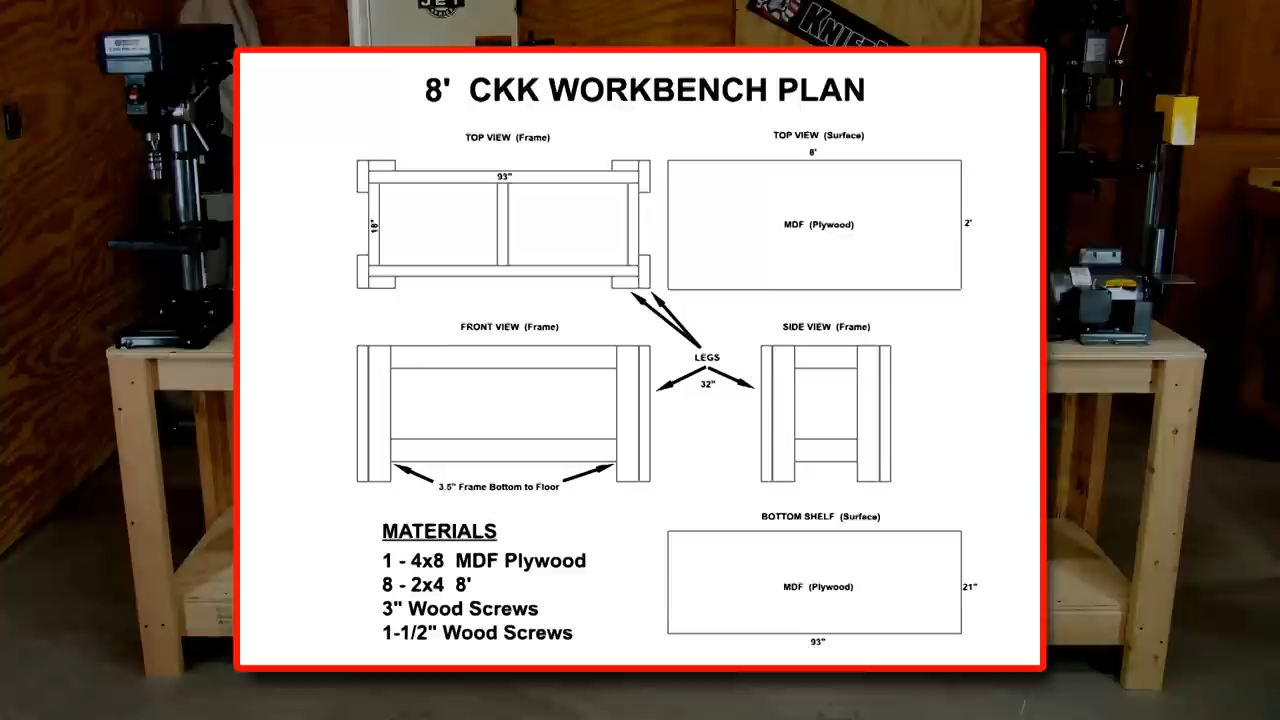 JET
KNIFE
8' CKK WORKBENCH PLAN
TOP VIEW (Frame)
93"
18"
TOP VIEW (Surface)
8'
MDF (Plywood)
2'
FRONT VIEW (Frame)
LEGS
32"
SIDE VIEW (Frame)
3.5" Frame Bottom to Floor
MATERIALS
1 - 4x8 MDF Plywood
8 - 2x4 8'
3" Wood Screws
1-1/2" Wood Screws
BOTTOM SHELF (Surface)
MDF (Plywood)
21"
93"